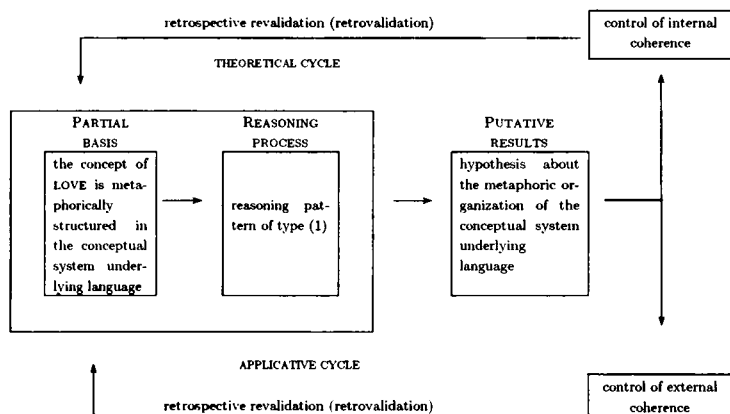 retrospective revalidation (retrovalidation)
control of internal
coherence
THEORETICAL CYCLE
PARTIAL
BASIS
REASONING
PROCESS
PUTATIVE
RESULTS
the concept of
LOVE is meta-
phorically
structured in
the conceptual
system under-
lying language
reasoning pat-
tern of type (1)
hypothesis about
the metaphoric or-
ganization of the
conceptual system
underlying
language
APPLICATIVE CYCLE
retrospective revalidation (retrovalidation)
control of external
coherence